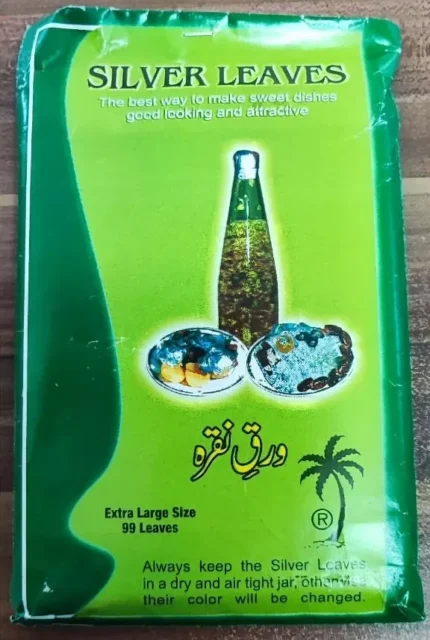 SILVER LEAVES
The best way to make sweet dishes
good looking and attractive
ورقِ نقره
Extra Large Size
99 Leaves
®
Always keep the Silver Leaves
in a dry and air tight jar, otherwise
their color will be changed.